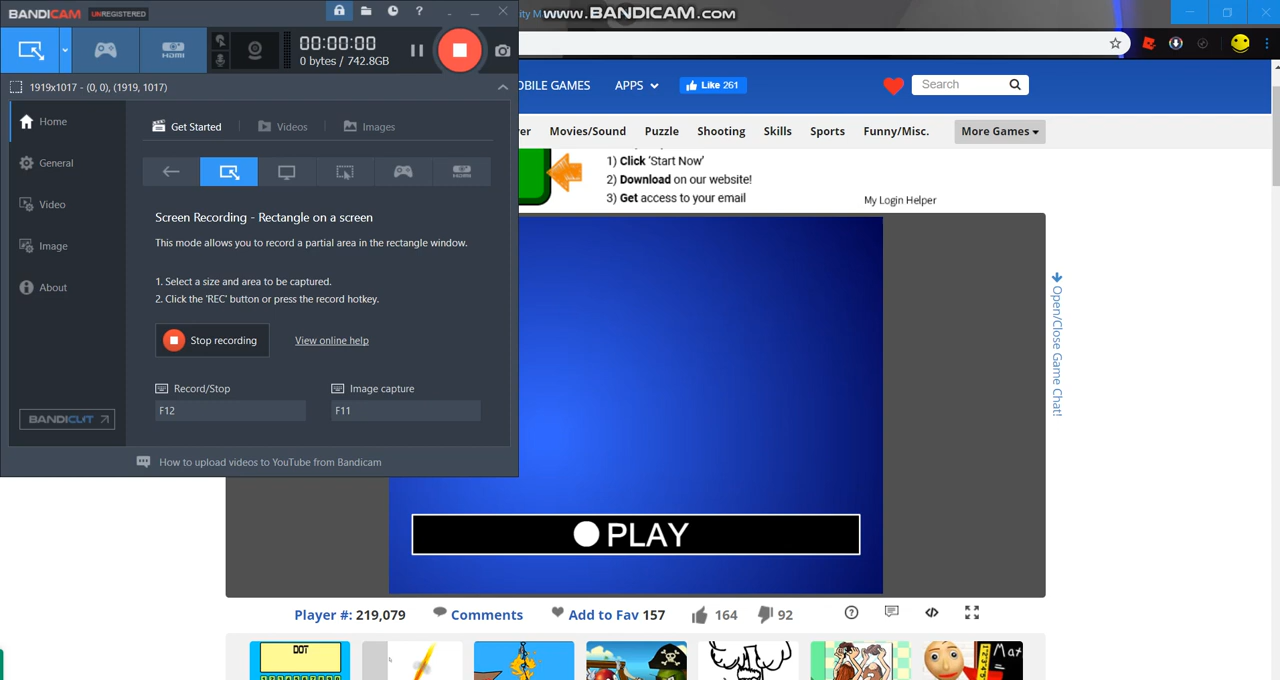 BANDICAM UNREGISTERED
00:00:00
0 bytes / 742.8GB
HDMI
1919x1017 - (0, 0), (1919, 1017)
Home
General
Video
Image
About
BANDICUT
Get Started
Videos
Images
HDMI
Screen Recording - Rectangle on a screen
This mode allows you to record a partial area in the rectangle window.
1. Select a size and area to be captured.
2. Click the 'REC' button or press the record hotkey.
Stop recording
View online help
Record/Stop
Image capture
F12
F11
How to upload videos to YouTube from Bandicam
www.BANDICAM.com
APPS
Like 261
Search
Movies/Sound
Puzzle
Shooting
Skills
Sports
Funny/Misc.
More Games
1) Click 'Start Now'
2) Download on our website!
3) Get access to your email
My Login Helper
Open/Close Game Chat!
PLAY
Player #: 219,079
Comments
Add to Fav 157
164
92
DOT